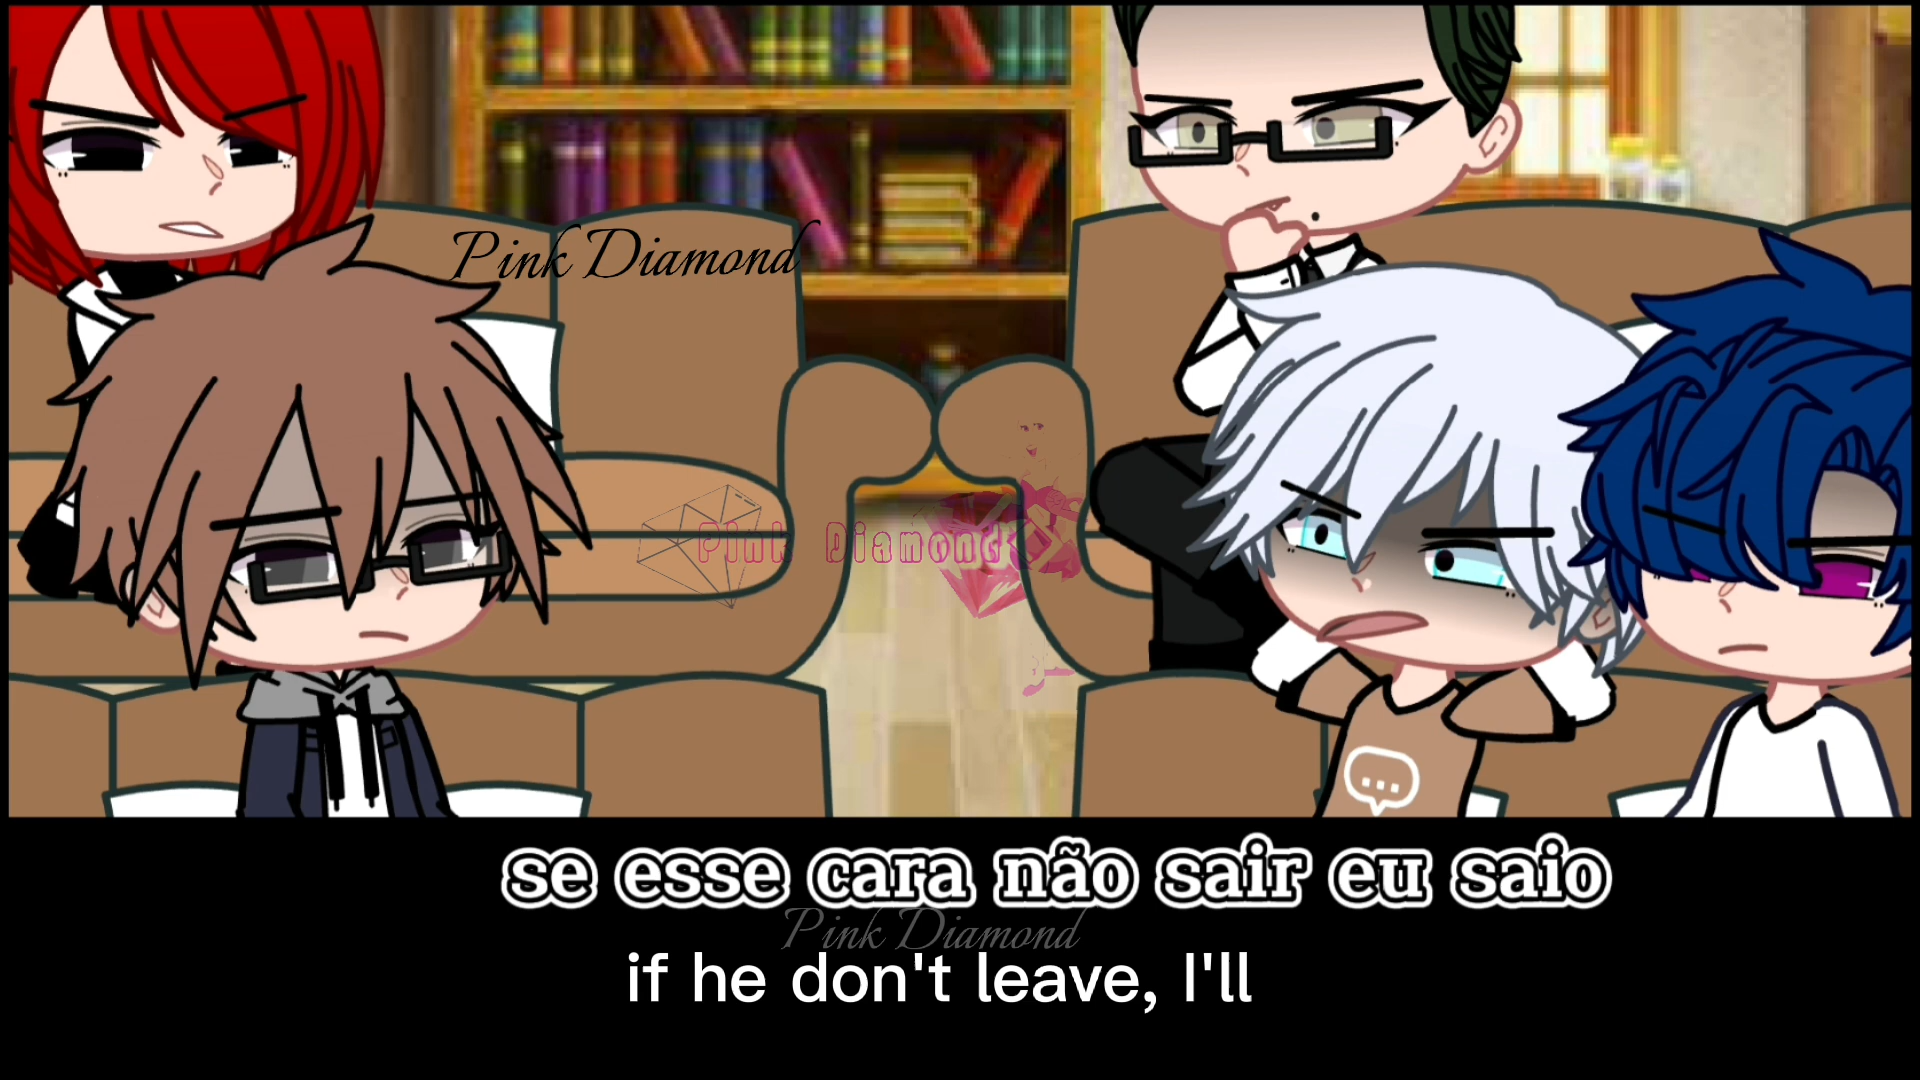 Pink Diamond
Pink Diamond
...
se esse cara não sair eu saio
Pink Diamond
if he don't leave, I'll